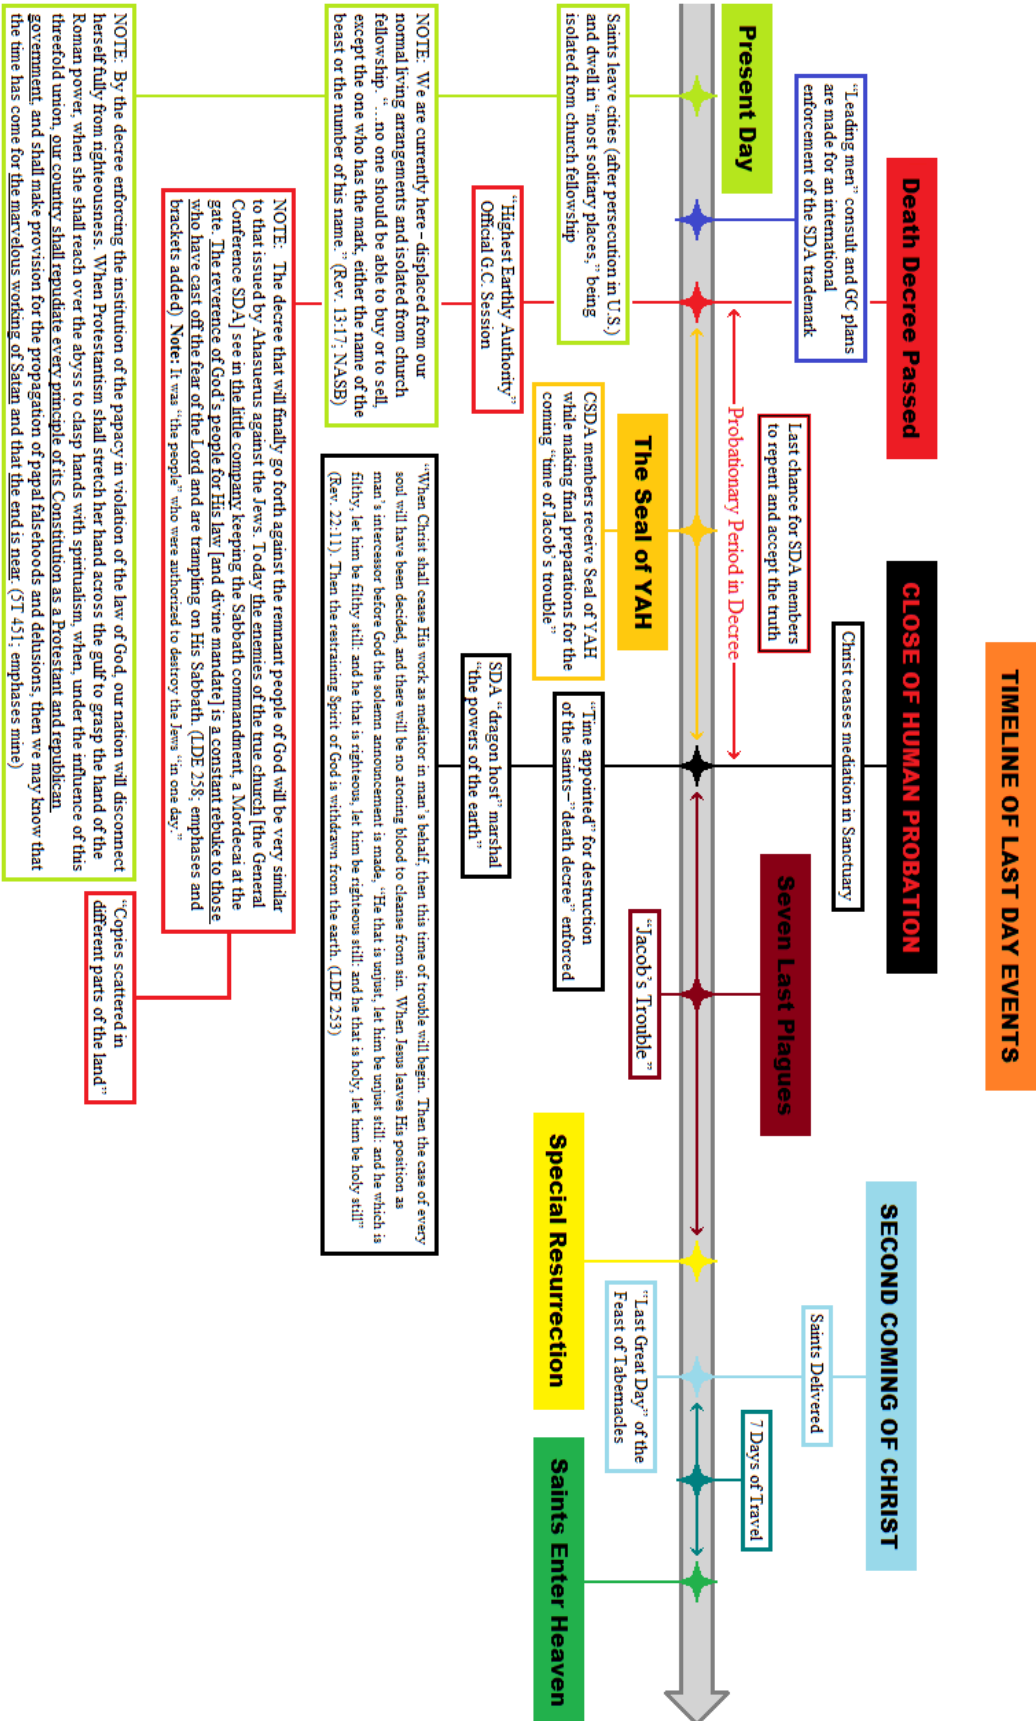 TIMELINE OF LAST DAY EVENTS
Death Decree Passed
CLOSE OF HUMAN PROBATION
SECOND COMING OF CHRIST
"Leading men" consult and GC plans
are made for an international
enforcement of the SDA trademark
Christ ceases mediation in Sanctuary
Saints Delivered
Present Day
Last chance for SDA members
to repent and accept the truth
Seven Last Plagues
7 Days of Travel
Probationary Period in Decree
Saints leave cities (after persecution in U.S.)
and dwell in "most solitary places," being
isolated from church fellowship
The Seal of YAH
CSDA members receive Seal of YAH
while making final preparations for the
coming "time of Jacob's trouble"
"Jacob's Trouble"
"Time appointed" for destruction
of the saints–"death decree" enforced
"Last Great Day" of the
Feast of Tabernacles
Special Resurrection
Saints Enter Heaven
"Highest Earthly Authority"
Official G.C. Session
SDA "dragon host" marshal
"the powers of the earth"
NOTE: We are currently here – displaced from our
normal living arrangements and isolated from church
fellowship. "…no one should be able to buy or to sell,
except the one who has the mark, either the name of the
beast or the number of his name." (Rev. 13:17; NASB)
"When Christ shall cease His work as mediator in man's behalf, then this time of trouble will begin. Then the case of every
soul will have been decided, and there will be no atoning blood to cleanse from sin. When Jesus leaves His position as
man's intercessor before God the solemn announcement is made, "He that is unjust, let him be unjust still: and he which is
filthy, let him be filthy still: and he that is righteous, let him be righteous still: and he that is holy, let him be holy still"
(Rev. 22:11). Then the restraining Spirit of God is withdrawn from the earth. (LDE 253)
NOTE: The decree that will finally go forth against the remnant people of God will be very similar
to that issued by Ahasuerus against the Jews. Today the enemies of the true church [the General
Conference SDA] see in the little company keeping the Sabbath commandment, a Mordecai at the
gate. The reverence of God's people for His law [and divine mandate] is a constant rebuke to those
who have cast off the fear of the Lord and are trampling on His Sabbath. (LDE 258; emphases and
brackets added) Note: It was "the people" who were authorized to destroy the Jews "in one day."
"Copies scattered in
different parts of the land"
NOTE: By the decree enforcing the institution of the papacy in violation of the law of God, our nation will disconnect
herself fully from righteousness. When Protestantism shall stretch her hand across the gulf to grasp the hand of the
Roman power, when she shall reach over the abyss to clasp hands with spiritualism, when, under the influence of this
threefold union, our country shall repudiate every principle of its Constitution as a Protestant and republican
government, and shall make provision for the propagation of papal falsehoods and delusions, then we may know that
the time has come for the marvelous working of Satan and that the end is near. (5T 451; emphases mine)